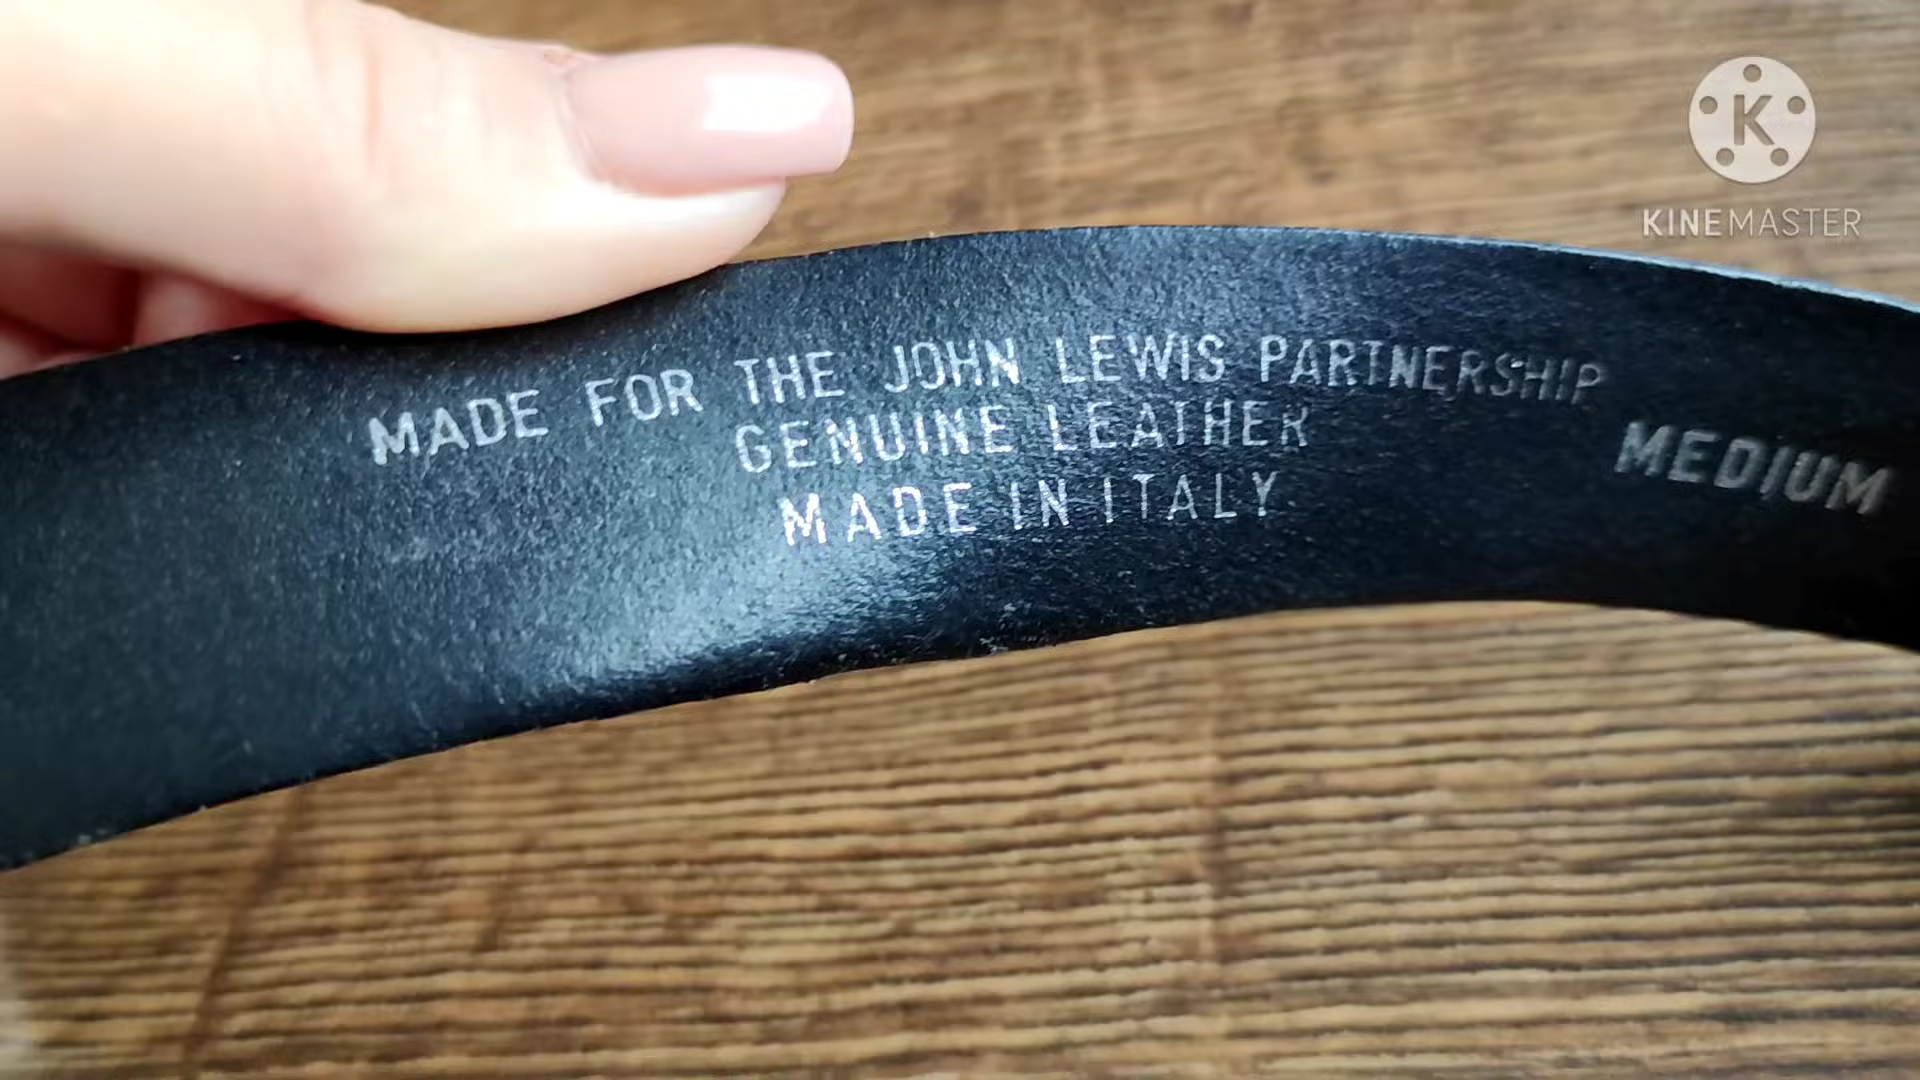 K
KINEMASTER
MADE FOR THE JOHN LEWIS PARTNERSHIP
GENUINE LEATHER
MADE IN ITALY
MEDIUM